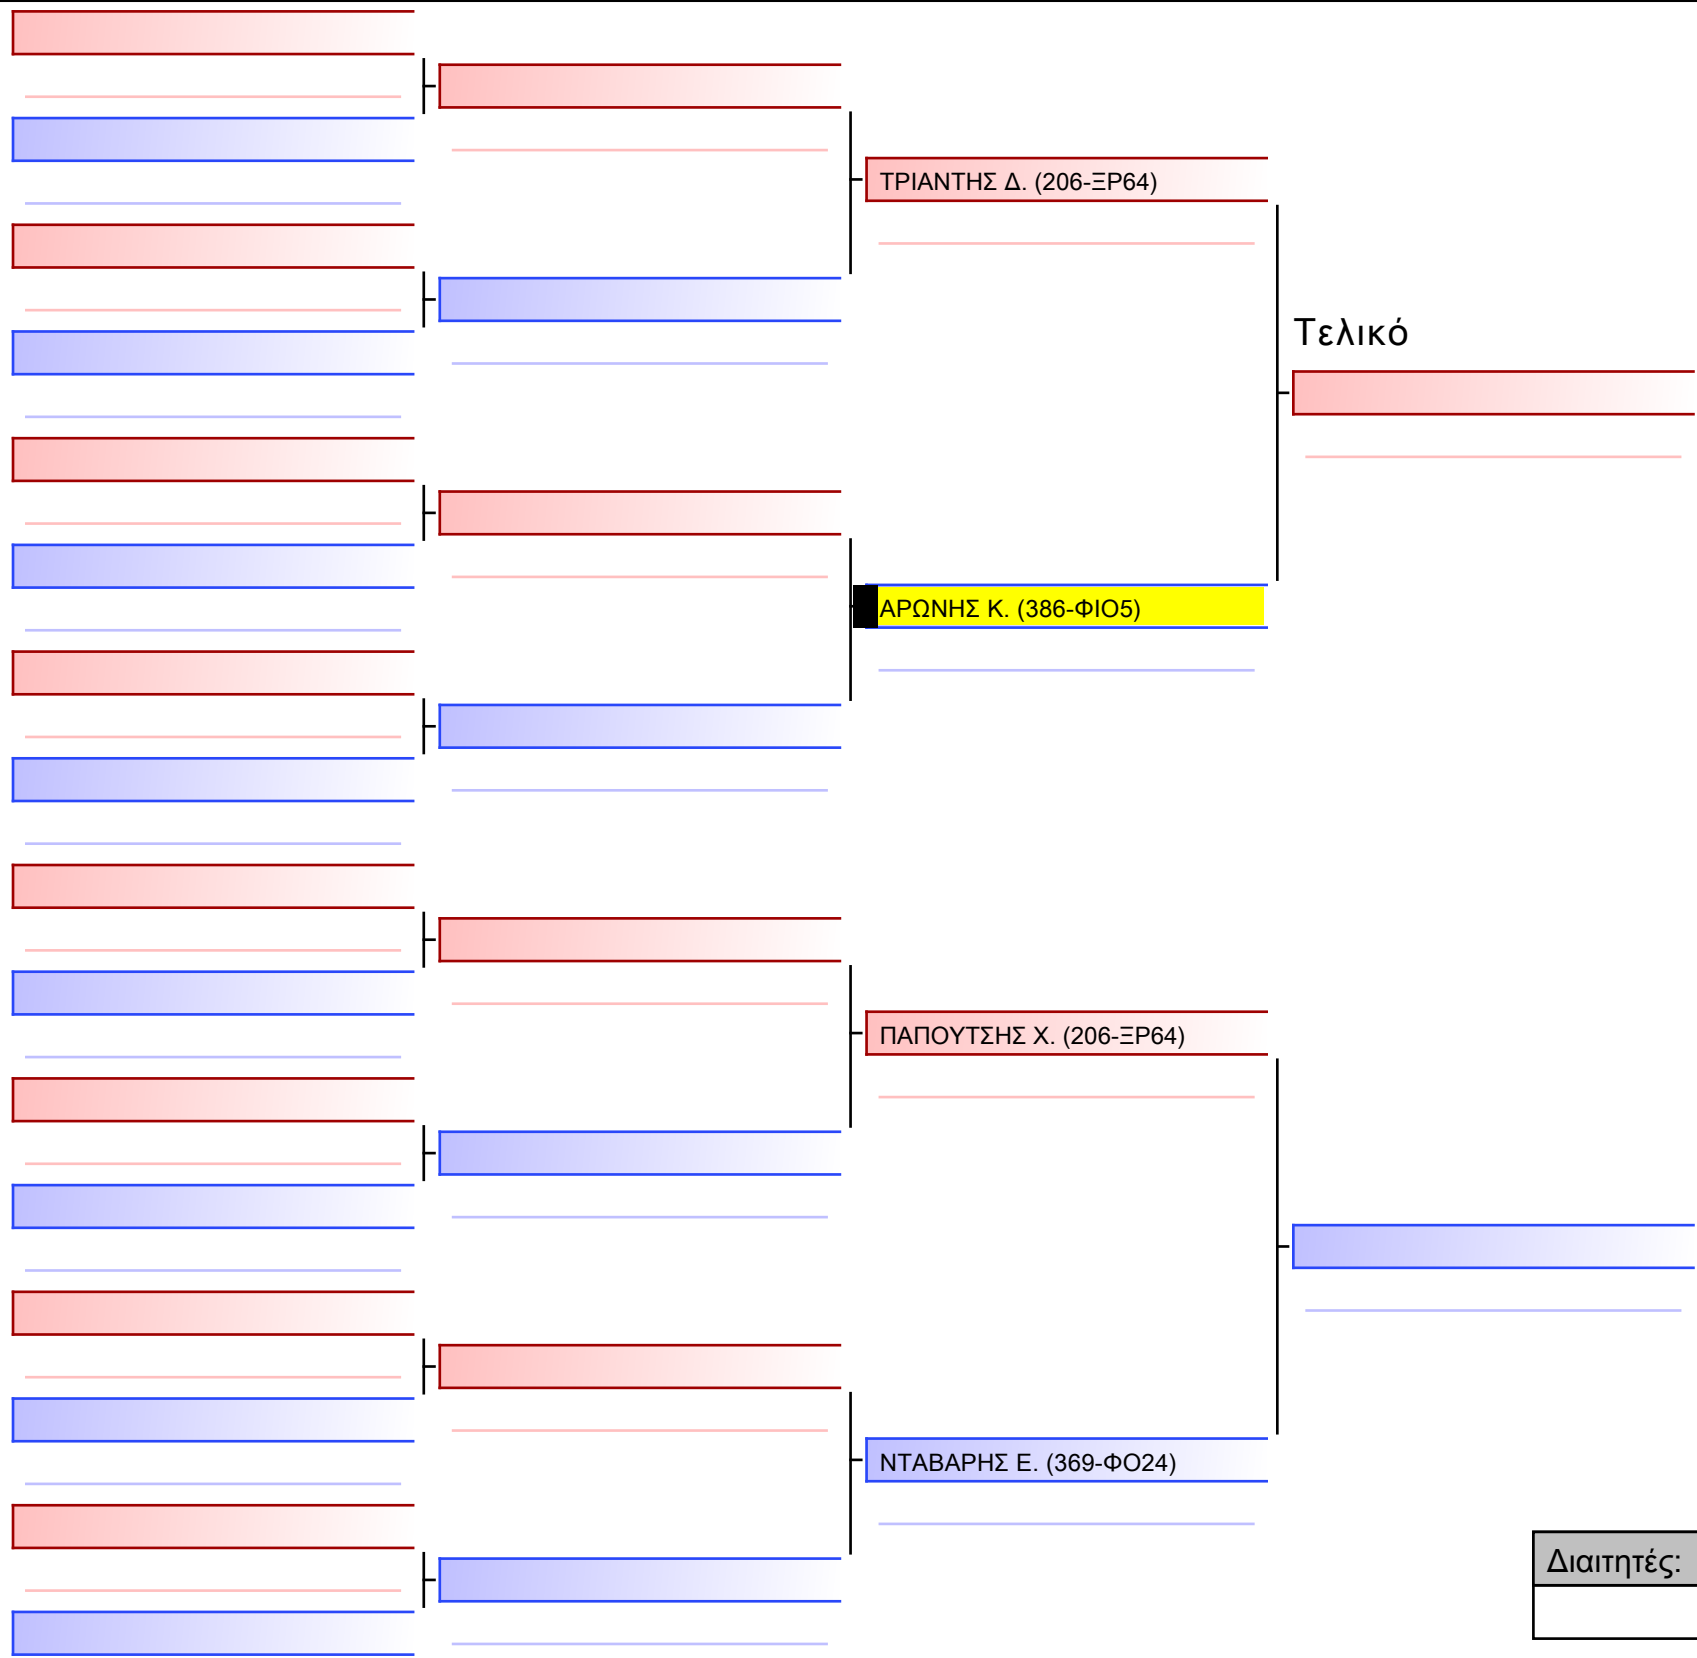 ΤΡΙΑΝΤΗΣ Δ. (206-ΞΡ64)
Τελικό
ΑΡΩΝΗΣ Κ. (386-ΦΙΟ5)
ΠΑΠΟΥΤΣΗΣ Χ. (206-ΞΡ64)
ΝΤΑΒΑΡΗΣ Ε. (369-ΦΟ24)
Διαιτητές: